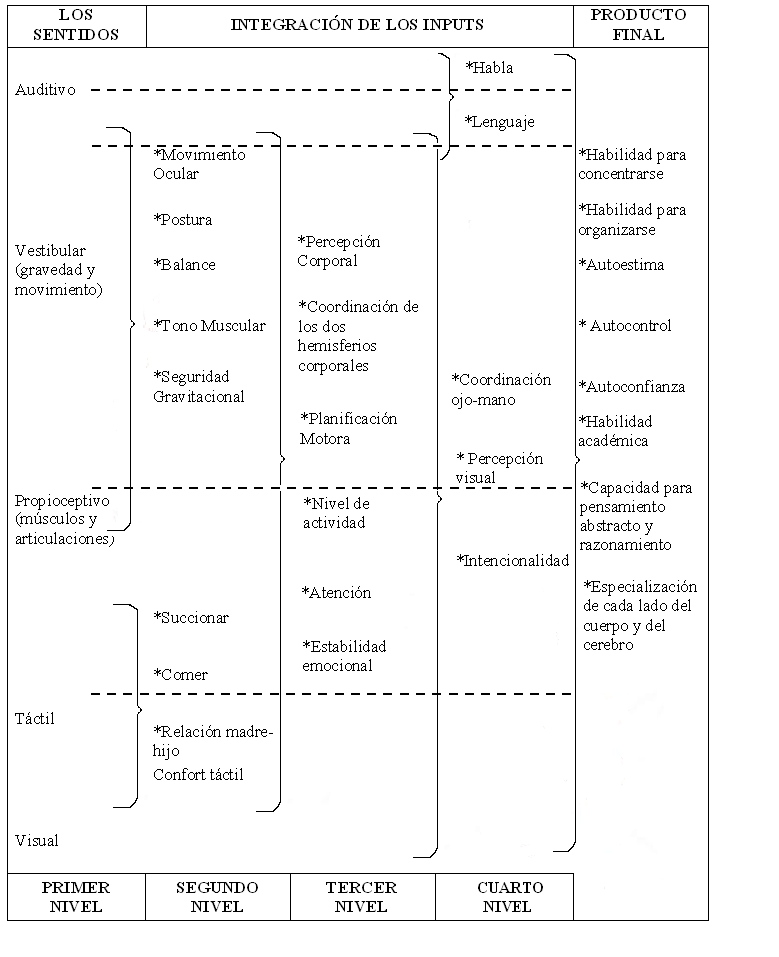 LOS
SENTIDOS
INTEGRACIÓN DE LOS INPUTS
PRODUCTO
FINAL
Auditivo
Vestibular
(gravedad y
movimiento)
Propioceptivo
(músculos y
articulaciones)
Táctil
Visual
*Movimiento
Ocular
*Postura
*Balance
*Tono Muscular
*Seguridad
Gravitacional
*Succionar
*Comer
*Relación madre-
hijo
Confort táctil
*Percepción
Corporal
*Coordinación de
los dos
hemisferios
corporales
*Planificación
Motora
*Nivel de
actividad
*Atención
*Estabilidad
emocional
*Habla
*Lenguaje
*Coordinación
ojo-mano
* Percepción
visual
*Intencionalidad
*Habilidad para
concentrarse
*Habilidad para
organizarse
*Autoestima
* Autocontrol
*Autoconfianza
*Habilidad
académica
*Capacidad para
pensamiento
abstracto y
razonamiento
*Especialización
de cada lado del
cuerpo y del
cerebro
PRIMER
NIVEL
SEGUNDO
NIVEL
TERCER
NIVEL
CUARTO
NIVEL